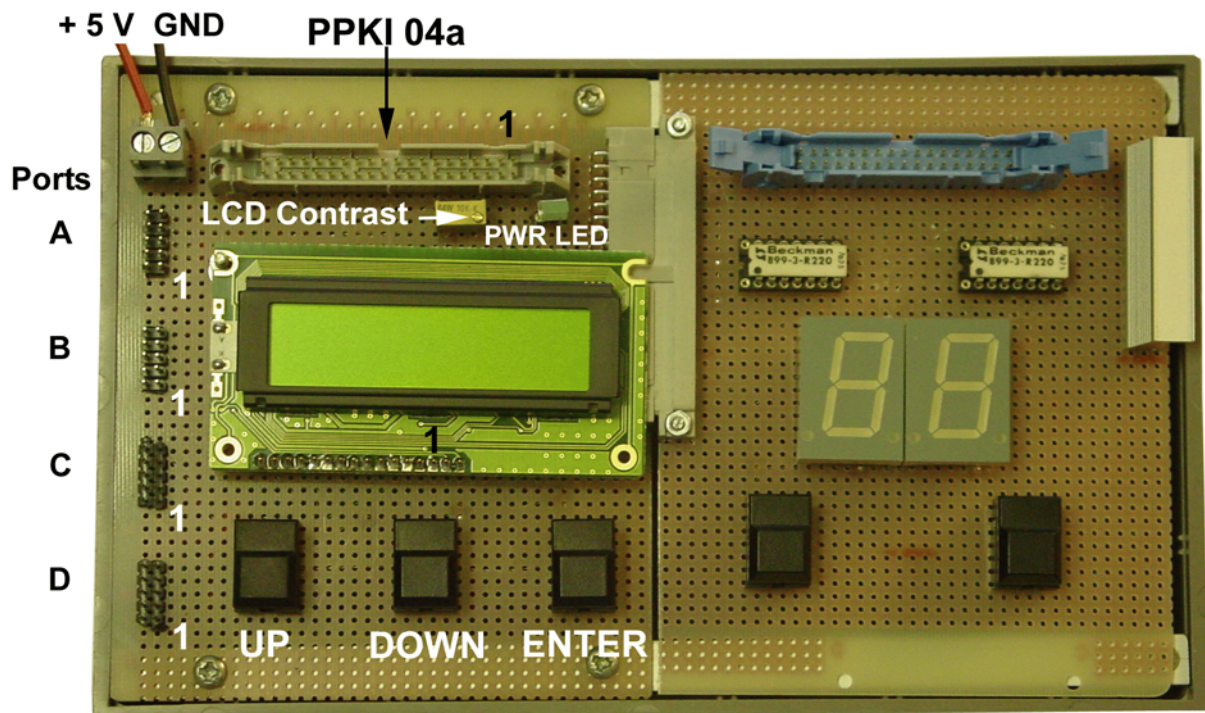 + 5 V GND
PPKI 04a
1
Ports
LCD Contrast
PWR LED
A
1
B
1
C
1
D
1
1
Beckman
899-3-R220
Beckman
899-3-R220
UP
DOWN
ENTER